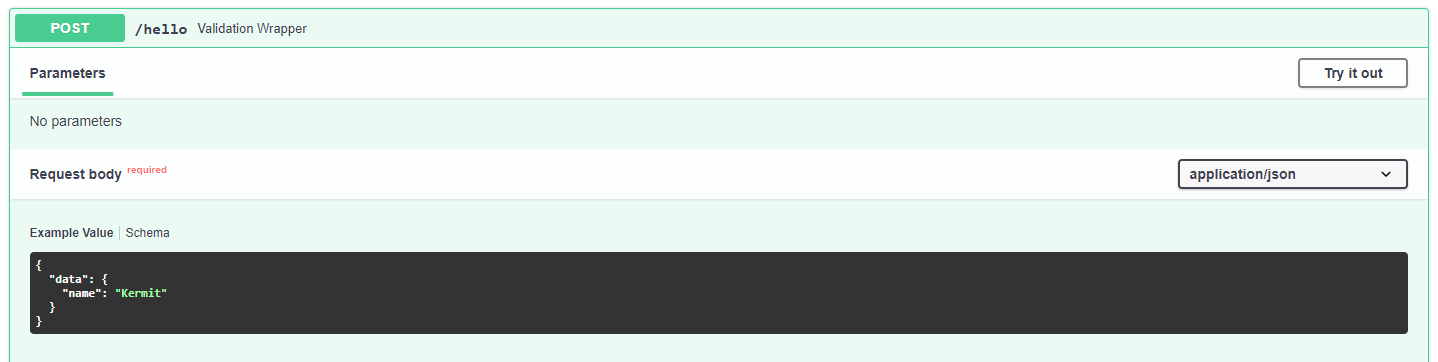 POST /hello Validation Wrapper
Parameters Try it out
No parameters
Request body required application/json
Example Value Schema
{
  "data": {
    "name": "Kermit"
  }
}